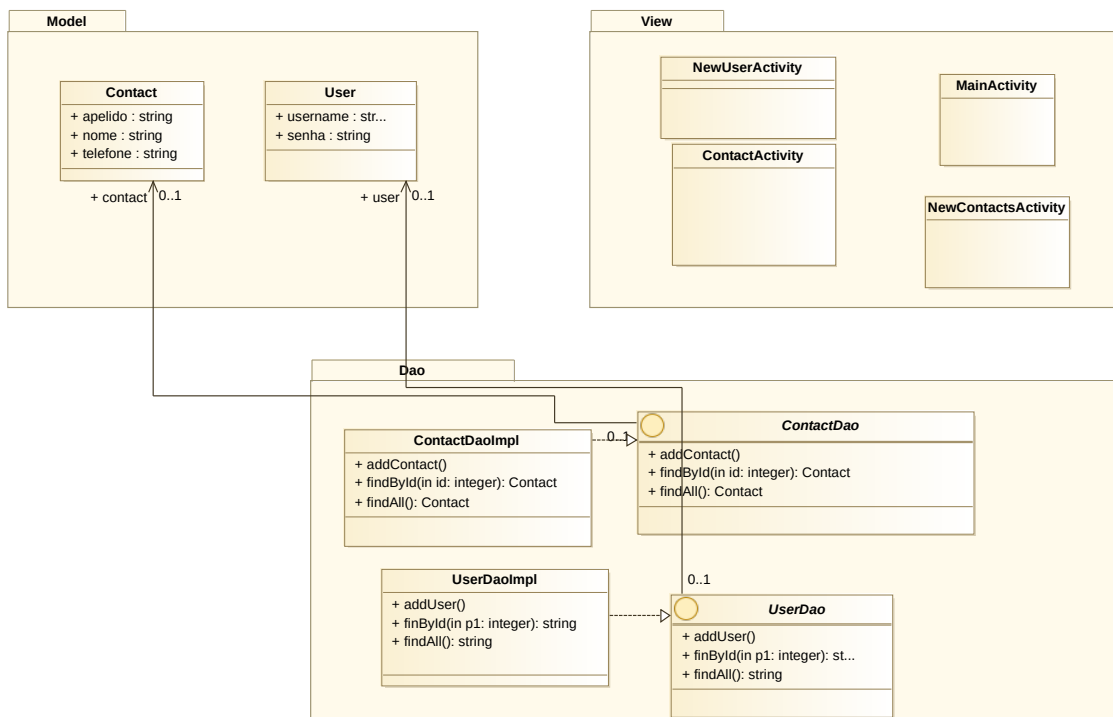 Model
Contact
+ apelido : string
+ nome : string
+ telefone : string
User
+ username : str...
+ senha : string
+ contact
0..1
+ user
0..1
View
NewUserActivity
ContactActivity
MainActivity
NewContactsActivity
Dao
ContactDaoImpl
+ addContact()
+ findById(in id: integer): Contact
+ findAll(): Contact
0..1
ContactDao
+ addContact()
+ findById(in id: integer): Contact
+ findAll(): Contact
UserDaoImpl
+ addUser()
+ finById(in p1: integer): string
+ findAll(): string
0..1
UserDao
+ addUser()
+ finById(in p1: integer): st...
+ findAll(): string